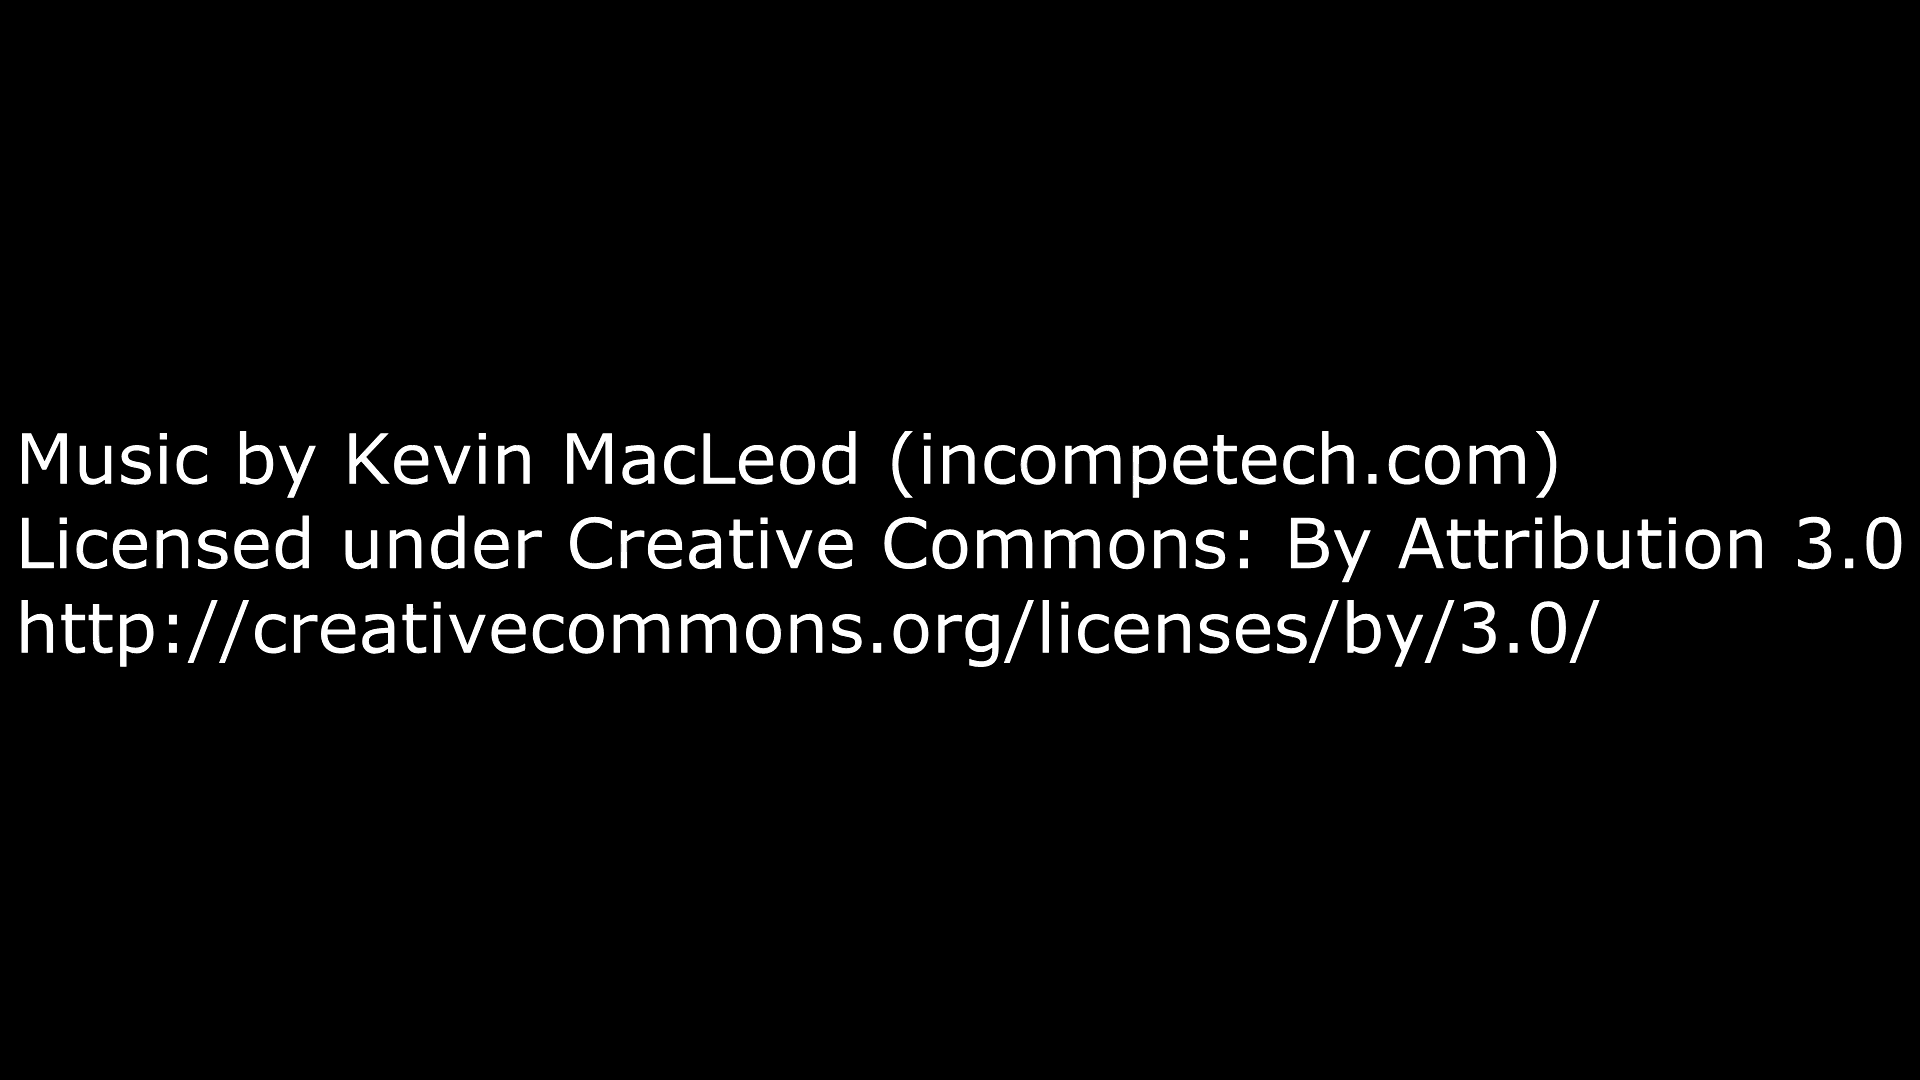 Music by Kevin MacLeod (incompetech.com)
Licensed under Creative Commons: By Attribution 3.0
http://creativecommons.org/licenses/by/3.0/